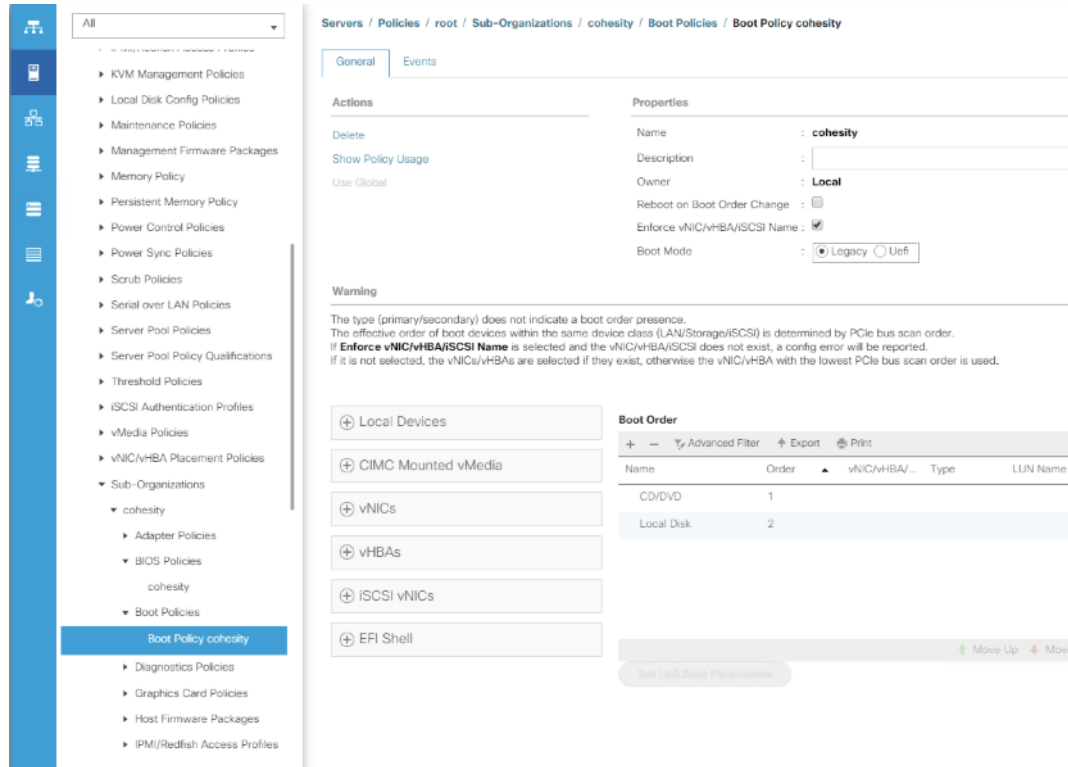 All
Servers / Policies / root / Sub-Organizations / cohesity / Boot Policies / Boot Policy cohesity
KVM Management Policies
Local Disk Config Policies
Maintenance Policies
Management Firmware Packages
Memory Policy
Persistent Memory Policy
Power Control Policies
Power Sync Policies
Scrub Policies
Serial over LAN Policies
Server Pool Policies
Server Pool Policy Qualifications
Threshold Policies
iSCSI Authentication Profiles
vMedia Policies
vNIC/vHBA Placement Policies
Sub-Organizations
cohesity
Adapter Policies
BIOS Policies
cohesity
Boot Policies
Boot Policy cohesity
Diagnostics Policies
Graphics Card Policies
Host Firmware Packages
IPMI/Redfish Access Profiles
General Events
Actions
Delete
Show Policy Usage
Use Global
Properties
Name : cohesity
Description :
Owner : Local
Reboot on Boot Order Change :
Enforce vNIC/vHBA/iSCSI Name :
Boot Mode : Legacy Uefi
Warning
The type (primary/secondary) does not indicate a boot order presence.
The effective order of boot devices within the same device class (LAN/Storage/iSCSI) is determined by PCIe bus scan order.
If Enforce vNIC/vHBA/iSCSI Name is selected and the vNIC/vHBA/iSCSI does not exist, a config error will be reported.
If it is not selected, the vNICs/vHBAs are selected if they exist, otherwise the vNIC/vHBA with the lowest PCIe bus scan order is used.
Local Devices
CIMC Mounted vMedia
vNICs
vHBAs
iSCSI vNICs
EFI Shell
Boot Order
+ − Advanced Filter Export Print
Name Order vNIC/vHBA/... Type LUN Name
CD/DVD 1
Local Disk 2
Move Up Mov
Set Uefi Boot Parameters